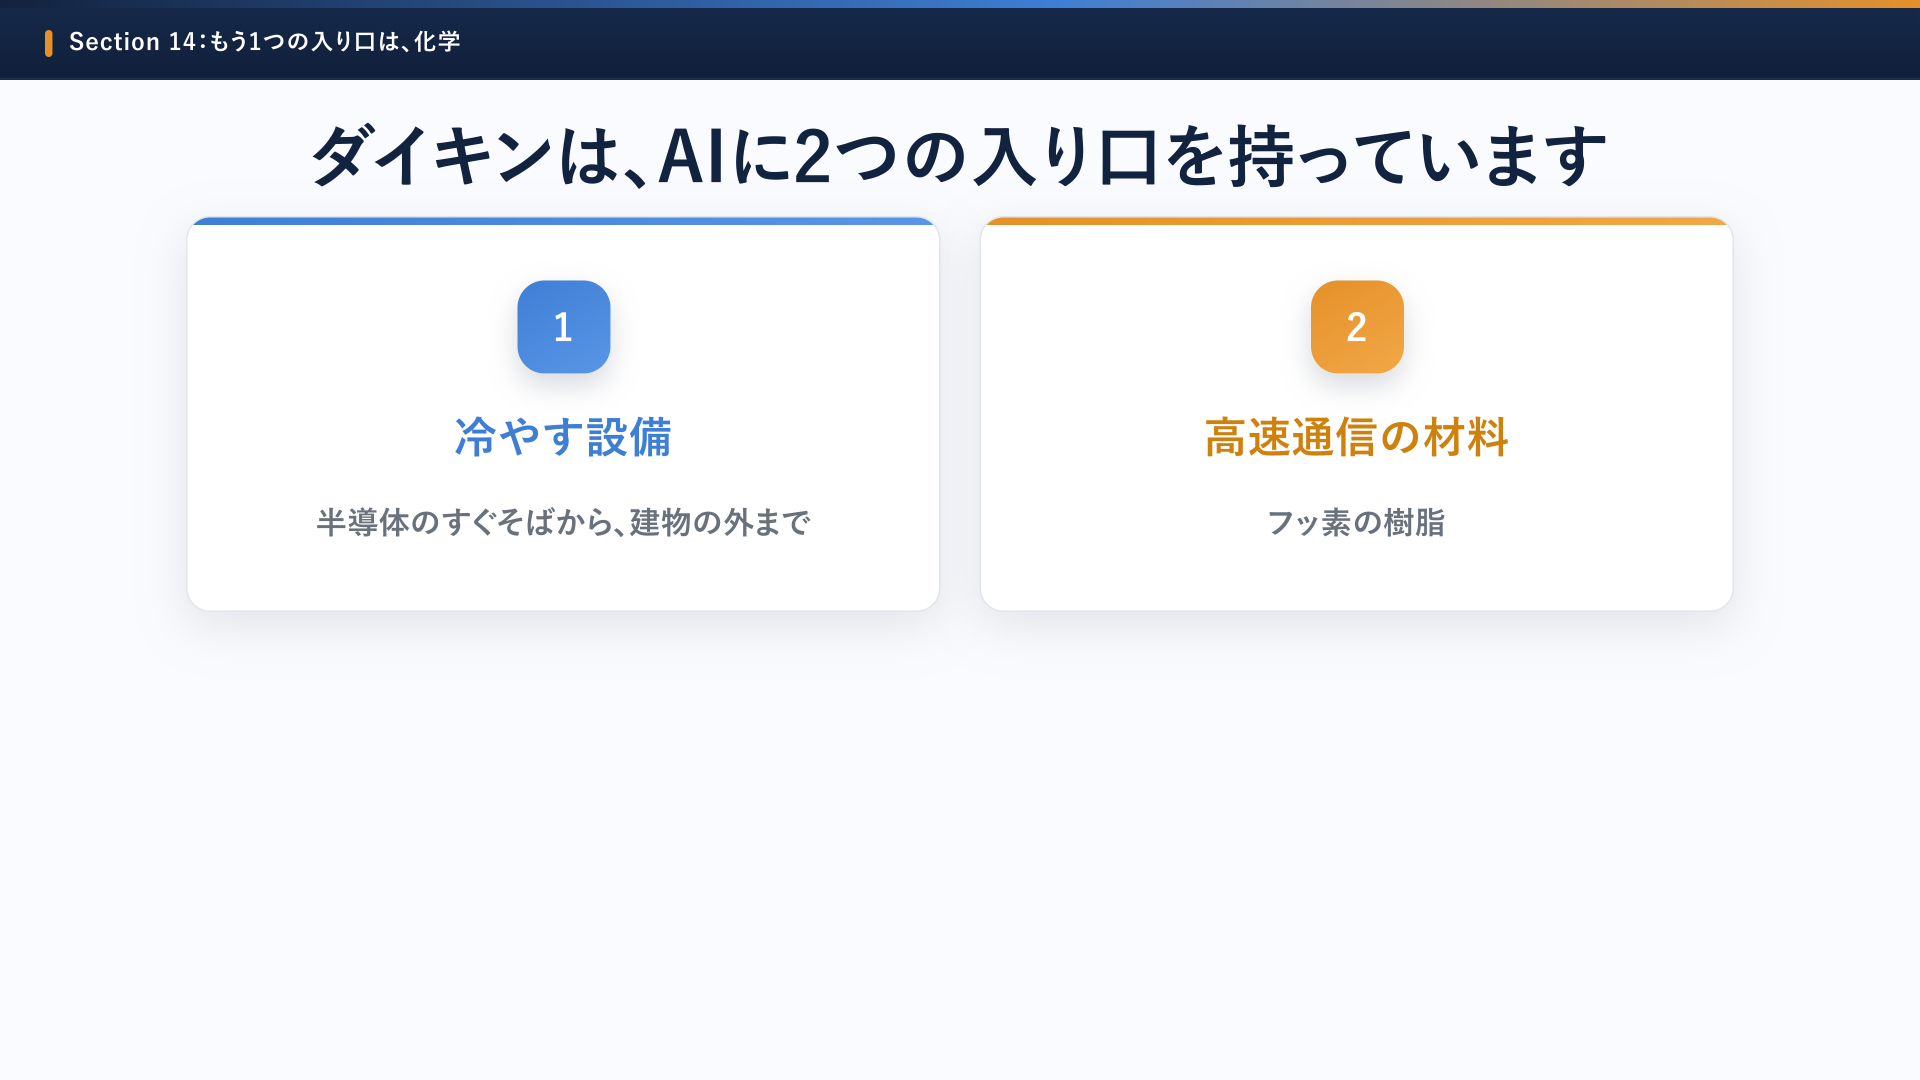 Section 14：もう1つの入り口は、化学
ダイキンは、AIに2つの入り口を持っています
1
冷やす設備
半導体のすぐそばから、建物の外まで
2
高速通信の材料
フッ素の樹脂